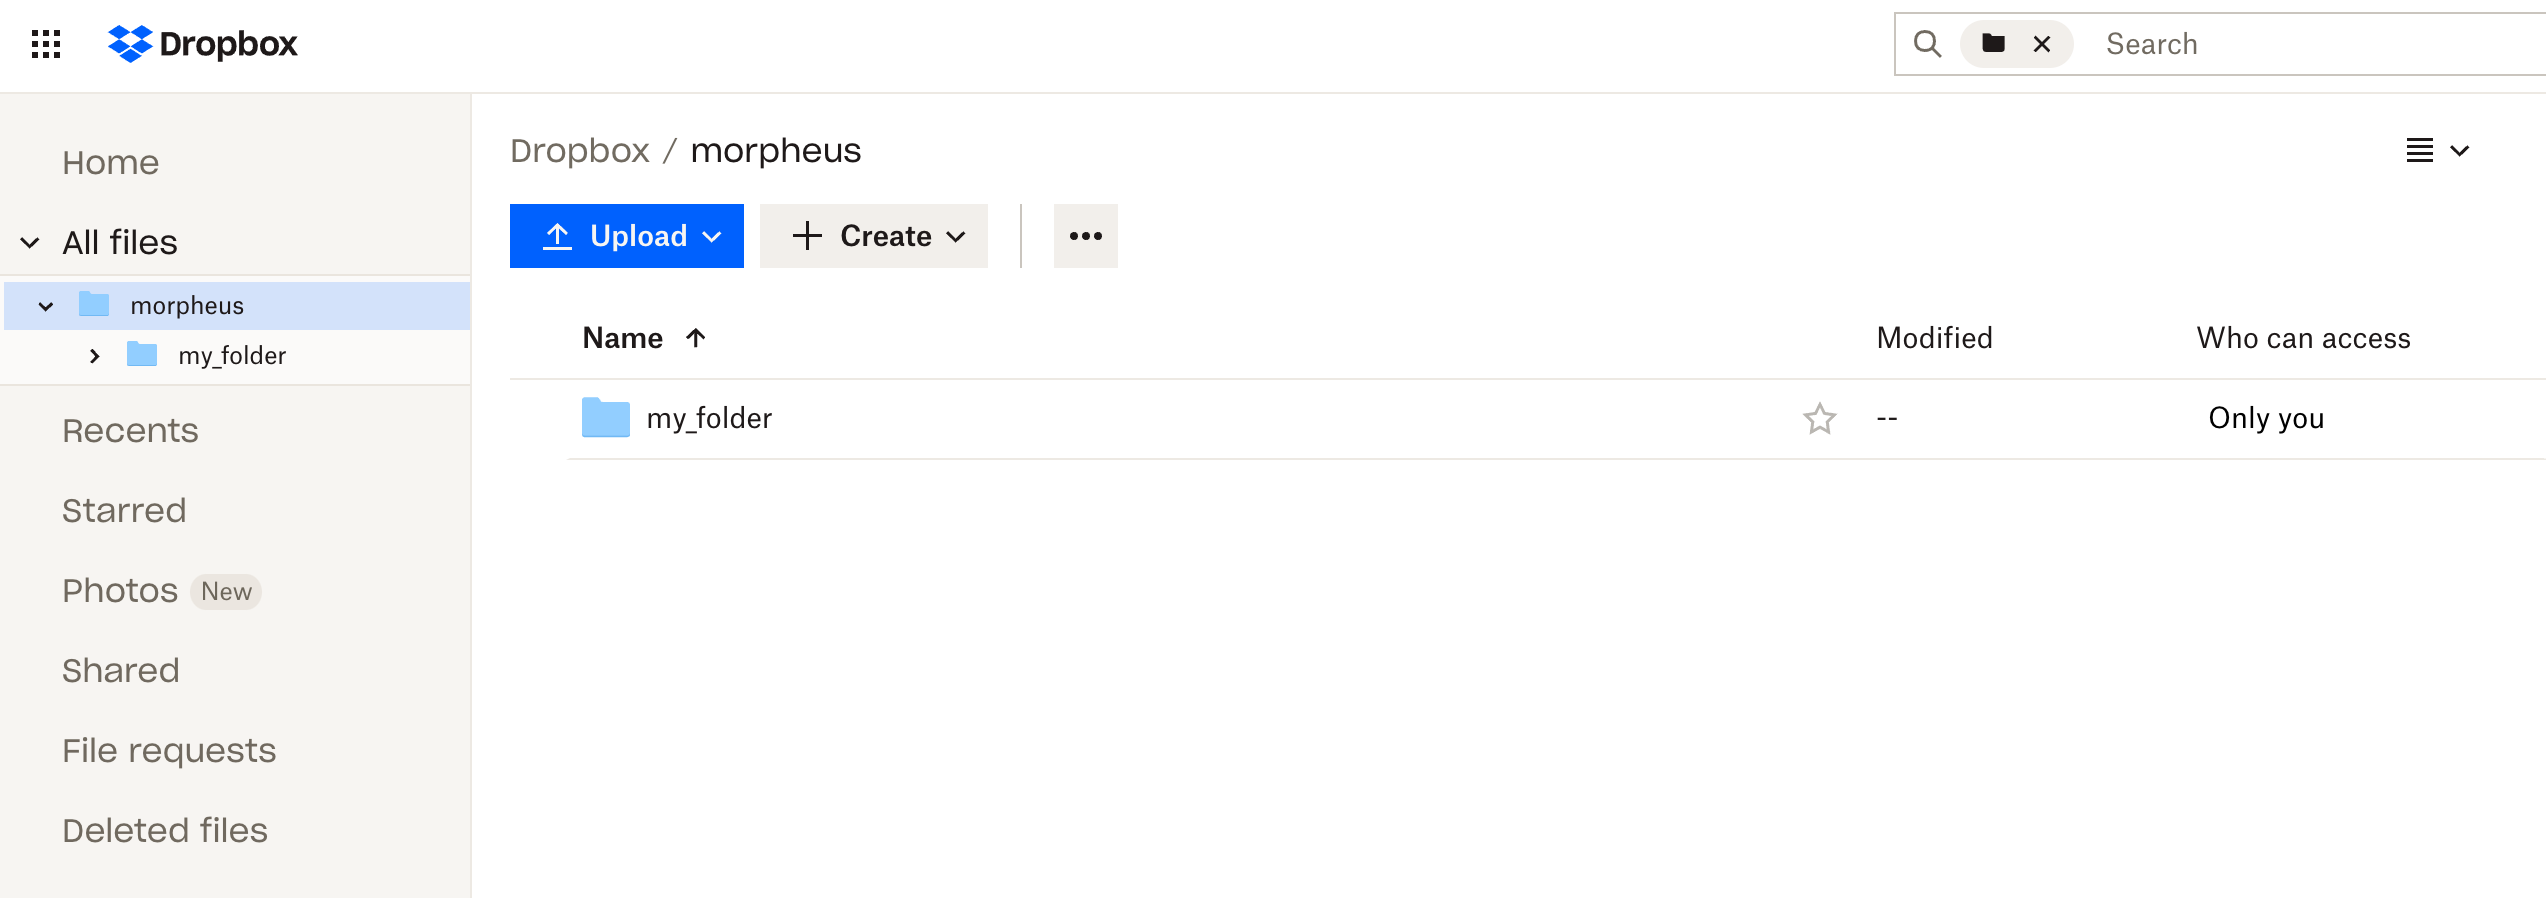 Dropbox
Search
Home
All files
morpheus
my_folder
Recents
Starred
Photos New
Shared
File requests
Deleted files
Dropbox / morpheus
Upload
Create
Name Modified Who can access
my_folder -- Only you